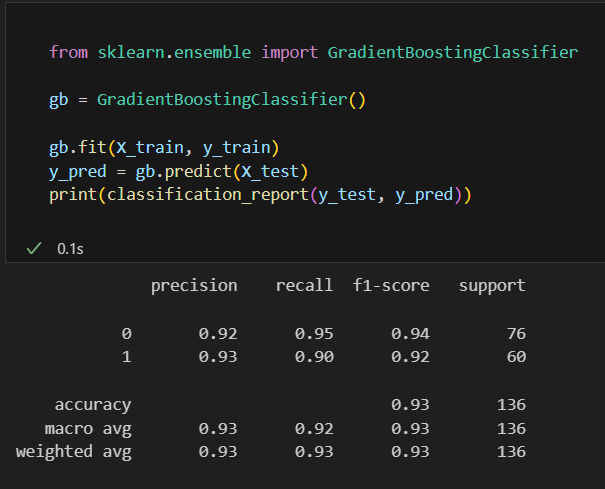 from sklearn.ensemble import GradientBoostingClassifier
gb = GradientBoostingClassifier()
gb.fit(X_train, y_train)
y_pred = gb.predict(X_test)
print(classification_report(y_test, y_pred))
0.1s
precision recall f1-score support
0 0.92 0.95 0.94 76
1 0.93 0.90 0.92 60
accuracy 0.93 136
macro avg 0.93 0.92 0.93 136
weighted avg 0.93 0.93 0.93 136